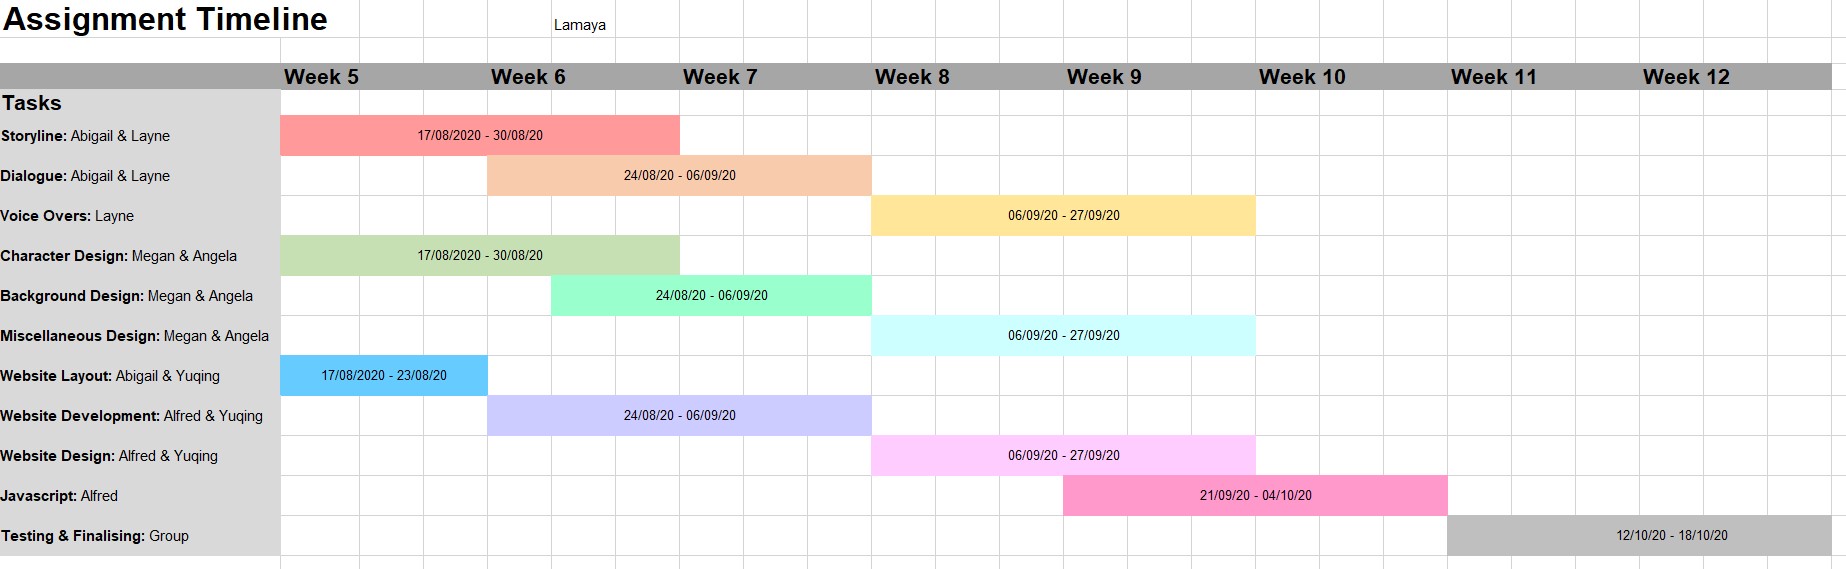 Assignment Timeline
Lamaya
Week 5 Week 6 Week 7 Week 8 Week 9 Week 10 Week 11 Week 12
Tasks
Storyline: Abigail & Layne 17/08/2020 - 30/08/20
Dialogue: Abigail & Layne 24/08/20 - 06/09/20
Voice Overs: Layne 06/09/20 - 27/09/20
Character Design: Megan & Angela 17/08/2020 - 30/08/20
Background Design: Megan & Angela 24/08/20 - 06/09/20
Miscellaneous Design: Megan & Angela 06/09/20 - 27/09/20
Website Layout: Abigail & Yuqing 17/08/2020 - 23/08/20
Website Development: Alfred & Yuqing 24/08/20 - 06/09/20
Website Design: Alfred & Yuqing 06/09/20 - 27/09/20
Javascript: Alfred 21/09/20 - 04/10/20
Testing & Finalising: Group 12/10/20 - 18/10/20